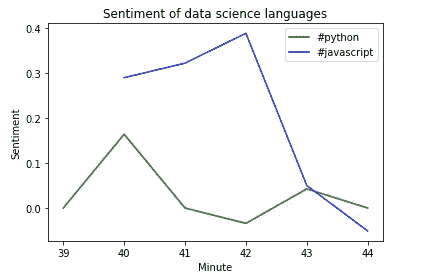 Sentiment of data science languages
#python
#javascript
Sentiment
0.4
0.3
0.2
0.1
0.0
39 40 41 42 43 44
Minute